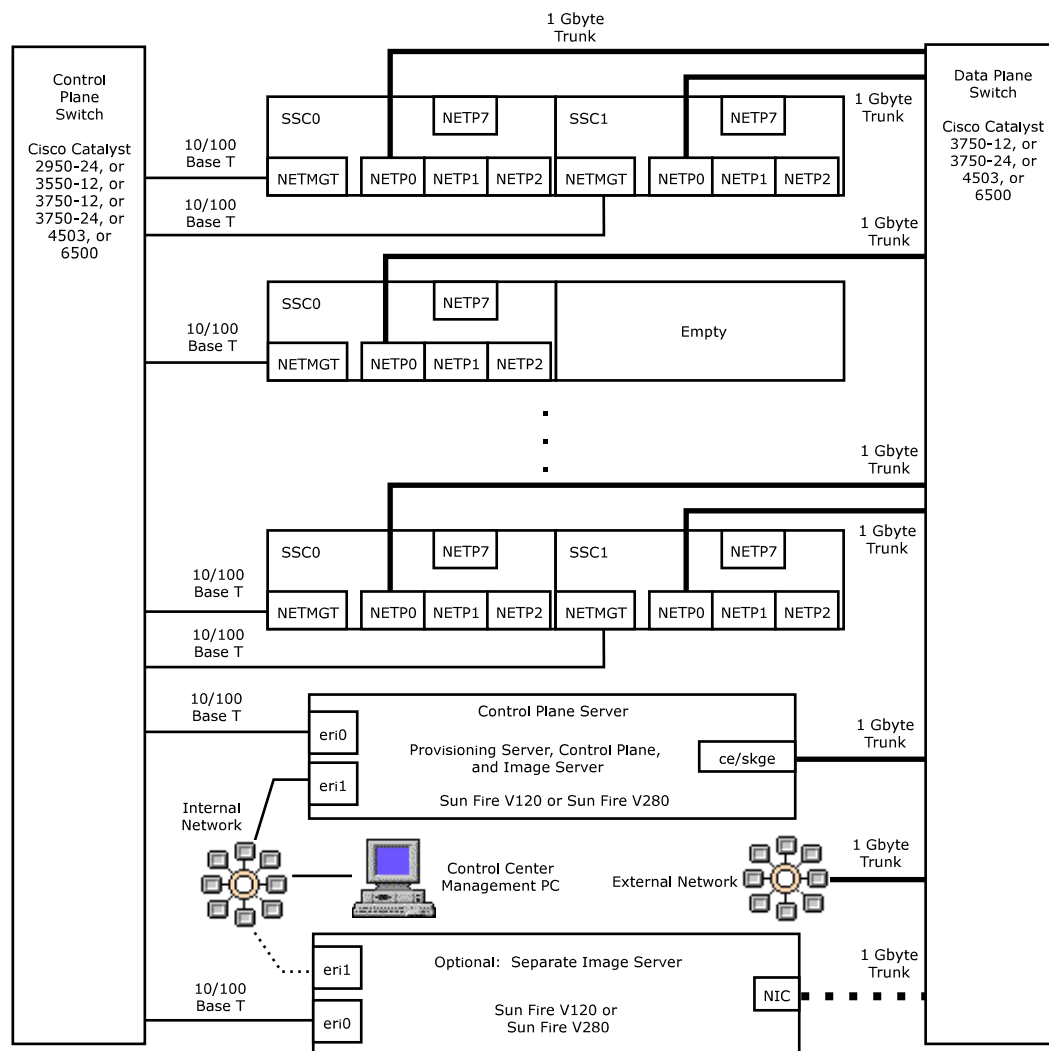 1 Gbyte
Trunk
Control
Plane
Switch
Cisco Catalyst
2950-24, or
3550-12, or
3750-12, or
3750-24, or
4503, or
6500
Data Plane
Switch
Cisco Catalyst
3750-12, or
3750-24, or
4503, or
6500
1 Gbyte
Trunk
10/100
Base T
SSC0
NETP7
SSC1
NETP7
NETMGT
NETP0
NETP1
NETP2
NETMGT
NETP0
NETP1
NETP2
10/100
Base T
1 Gbyte
Trunk
SSC0
NETP7
Empty
10/100
Base T
NETMGT
NETP0
NETP1
NETP2
1 Gbyte
Trunk
1 Gbyte
Trunk
SSC0
NETP7
SSC1
NETP7
10/100
Base T
NETMGT
NETP0
NETP1
NETP2
NETMGT
NETP0
NETP1
NETP2
10/100
Base T
10/100
Base T
Control Plane Server
eri0
Provisioning Server, Control Plane,
and Image Server
ce/skge
1 Gbyte
Trunk
eri1
Sun Fire V120 or Sun Fire V280
Internal
Network
Control Center
Management PC
External Network
1 Gbyte
Trunk
Optional: Separate Image Server
eri1
NIC
1 Gbyte
Trunk
10/100
Base T
eri0
Sun Fire V120 or
Sun Fire V280